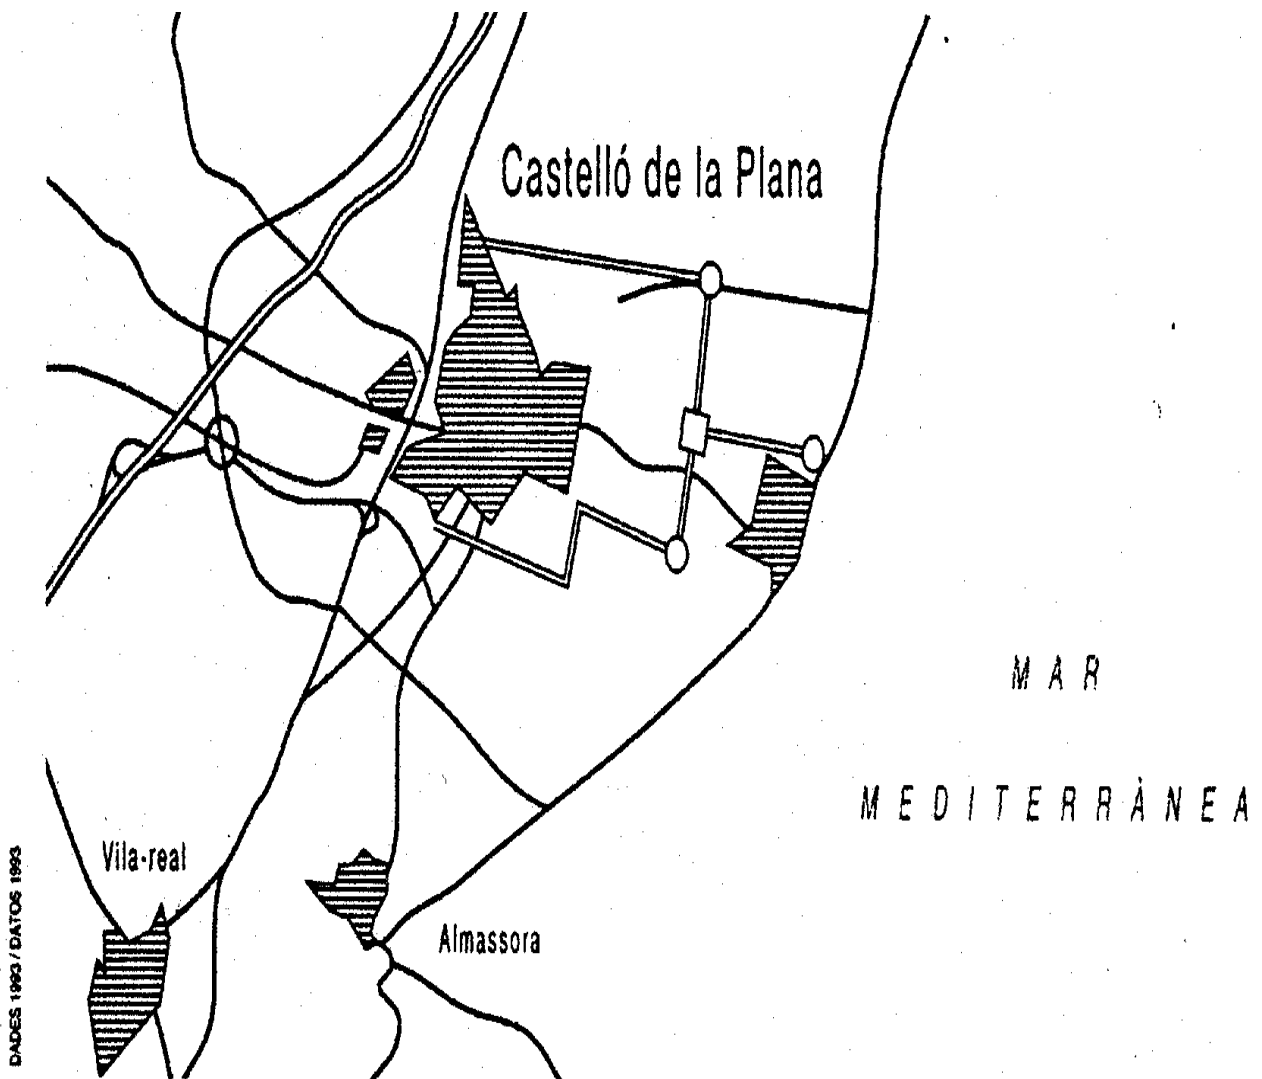 Castelló de la Plana
MAR
MEDITERRÀNEA
Vila-real
Almassora
DADES 1993 / DATOS 1993